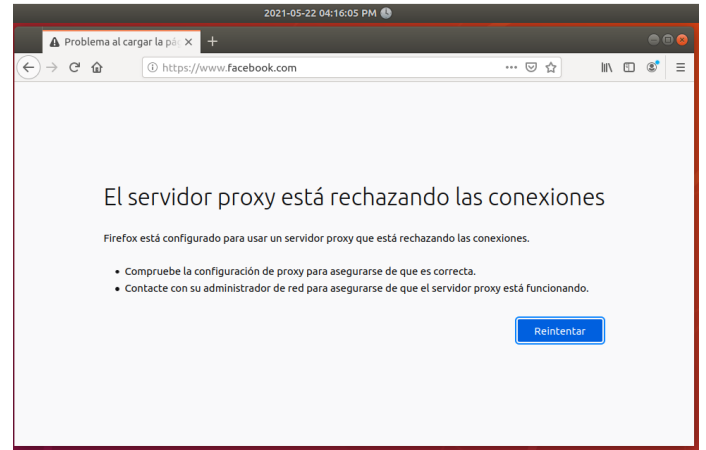 2021-05-22 04:16:05 PM
Problema al cargar la pág
https://www.facebook.com
El servidor proxy está rechazando las conexiones
Firefox está configurado para usar un servidor proxy que está rechazando las conexiones.
Compruebe la configuración de proxy para asegurarse de que es correcta.
Contacte con su administrador de red para asegurarse de que el servidor proxy está funcionando.
Reintentar